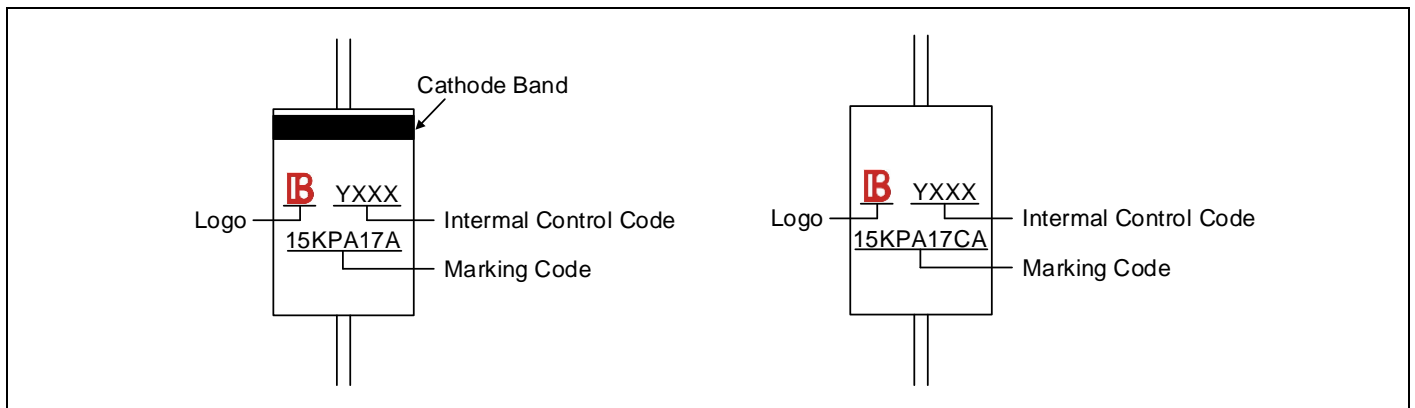 Cathode Band
B YXXX
Logo
Intermal Control Code
15KPA17A
Marking Code
B YXXX
Logo
Intermal Control Code
15KPA17CA
Marking Code